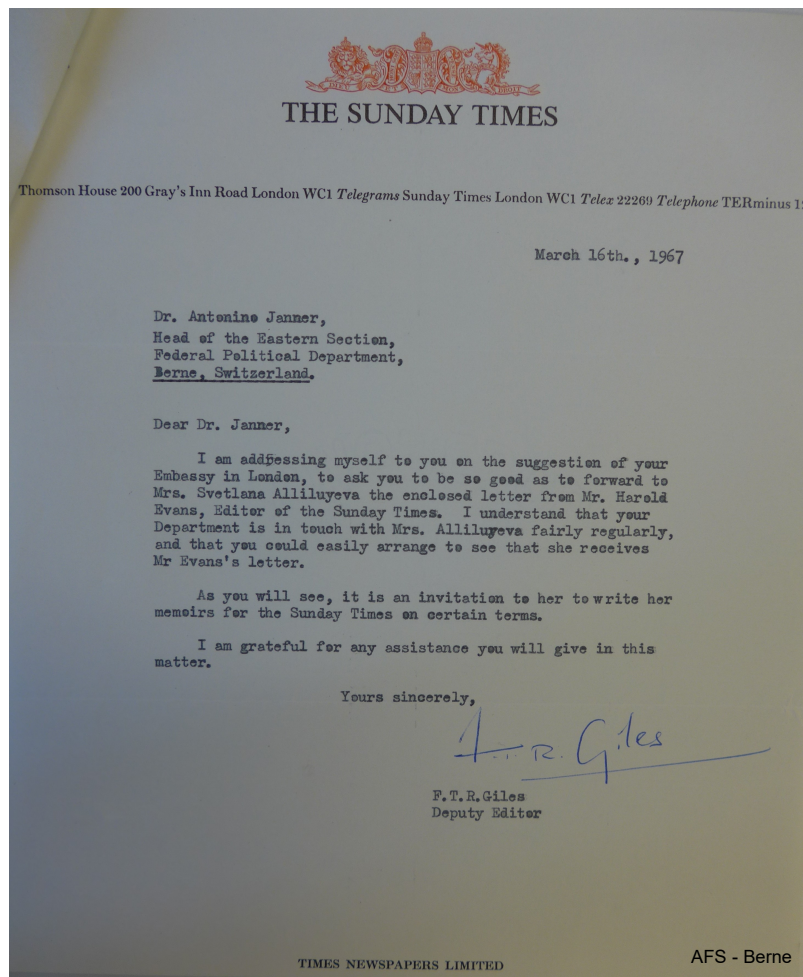 THE SUNDAY TIMES
Thomson House 200 Gray's Inn Road London WC1 Telegrams Sunday Times London WC1 Telex 22269 Telephone TERminus
March 16th., 1967
Dr. Antonino Janner,
Head of the Eastern Section,
Federal Political Department,
Berne, Switzerland.
Dear Dr. Janner,
I am addressing myself to you on the suggestion of your
Embassy in London, to ask you to be so good as to forward to
Mrs. Svetlana Alliluyeva the enclosed letter from Mr. Harold
Evans, Editor of the Sunday Times. I understand that your
Department is in touch with Mrs. Alliluyeva fairly regularly,
and that you could easily arrange to see that she receives
Mr Evans's letter.
As you will see, it is an invitation to her to write her
memoirs for the Sunday Times on certain terms.
I am grateful for any assistance you will give in this
matter.
Yours sincerely,
R. Giles
F.T.R.Giles
Deputy Editor
TIMES NEWSPAPERS LIMITED
AFS - Berne